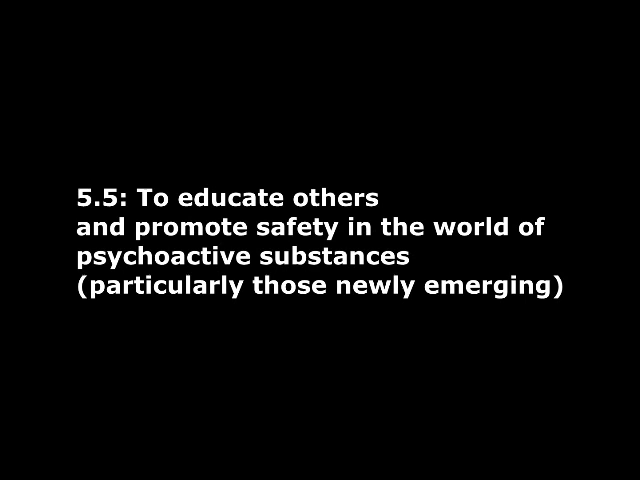 5.5: To educate others
and promote safety in the world of
psychoactive substances
(particularly those newly emerging)